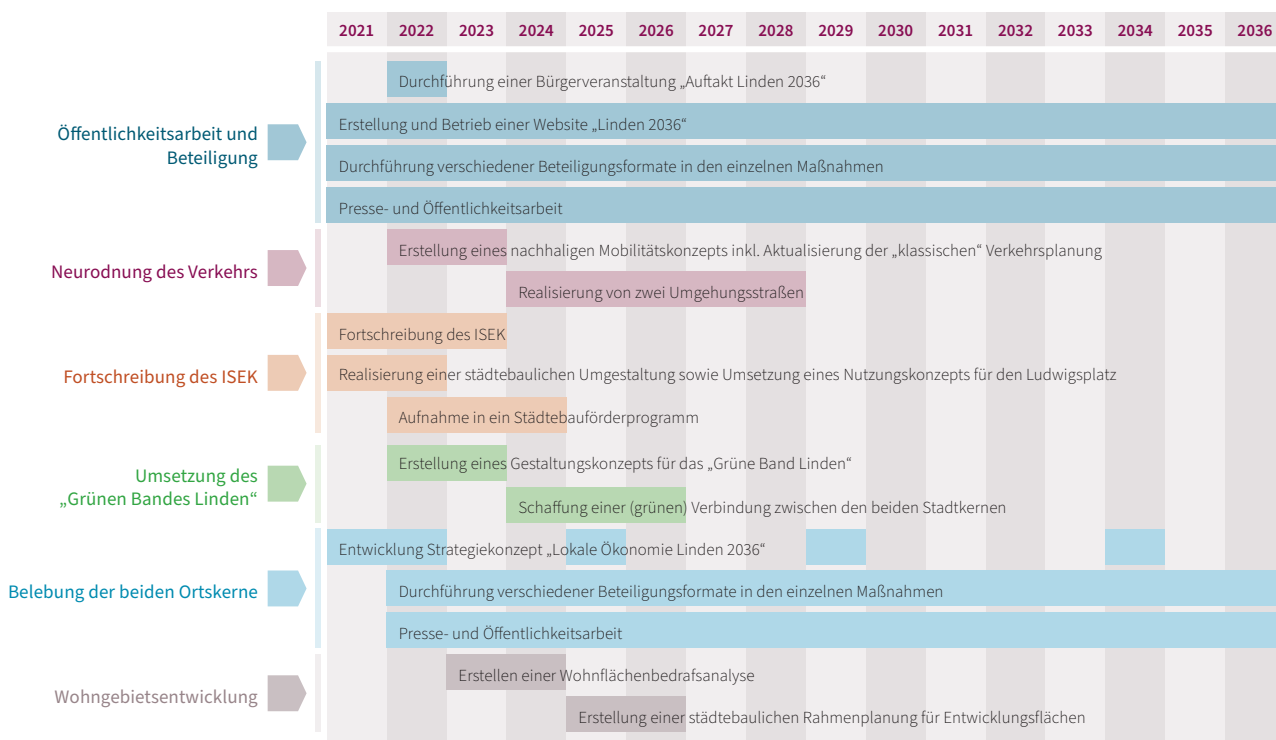 2021 2022 2023 2024 2025 2026 2027 2028 2029 2030 2031 2032 2033 2034 2035 2036
Öffentlichkeitsarbeit und
Beteiligung
Durchführung einer Bürgerveranstaltung „Auftakt Linden 2036“
Erstellung und Betrieb einer Website „Linden 2036“
Durchführung verschiedener Beteiligungsformate in den einzelnen Maßnahmen
Presse- und Öffentlichkeitsarbeit
Neurodnung des Verkehrs
Erstellung eines nachhaligen Mobilitätskonzepts inkl. Aktualisierung der „klassischen“ Verkehrsplanung
Realisierung von zwei Umgehungsstraßen
Fortschreibung des ISEK
Fortschreibung des ISEK
Realisierung einer städtebaulichen Umgestaltung sowie Umsetzung eines Nutzungskonzepts für den Ludwigsplatz
Aufnahme in ein Städtebauförderprogramm
Umsetzung des
„Grünen Bandes Linden“
Erstellung eines Gestaltungskonzepts für das „Grüne Band Linden“
Schaffung einer (grünen) Verbindung zwischen den beiden Stadtkernen
Belebung der beiden Ortskerne
Entwicklung Strategiekonzept „Lokale Ökonomie Linden 2036“
Durchführung verschiedener Beteiligungsformate in den einzelnen Maßnahmen
Presse- und Öffentlichkeitsarbeit
Wohngebietsentwicklung
Erstellen einer Wohnflächenbedrafsanalyse
Erstellung einer städtebaulichen Rahmenplanung für Entwicklungsflächen